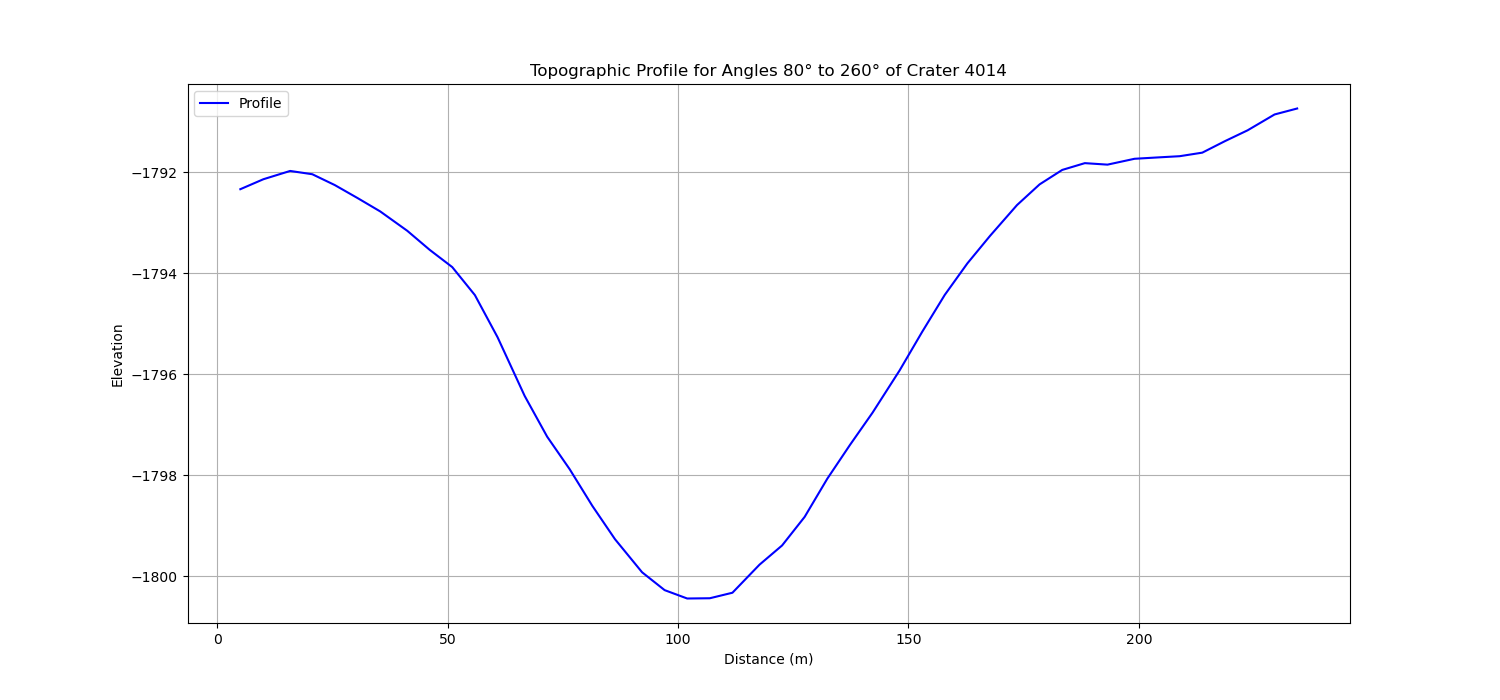 Topographic Profile for Angles 80° to 260° of Crater 4014
Profile
−1792
−1794
−1796
−1798
−1800
Elevation
0 50 100 150 200
Distance (m)